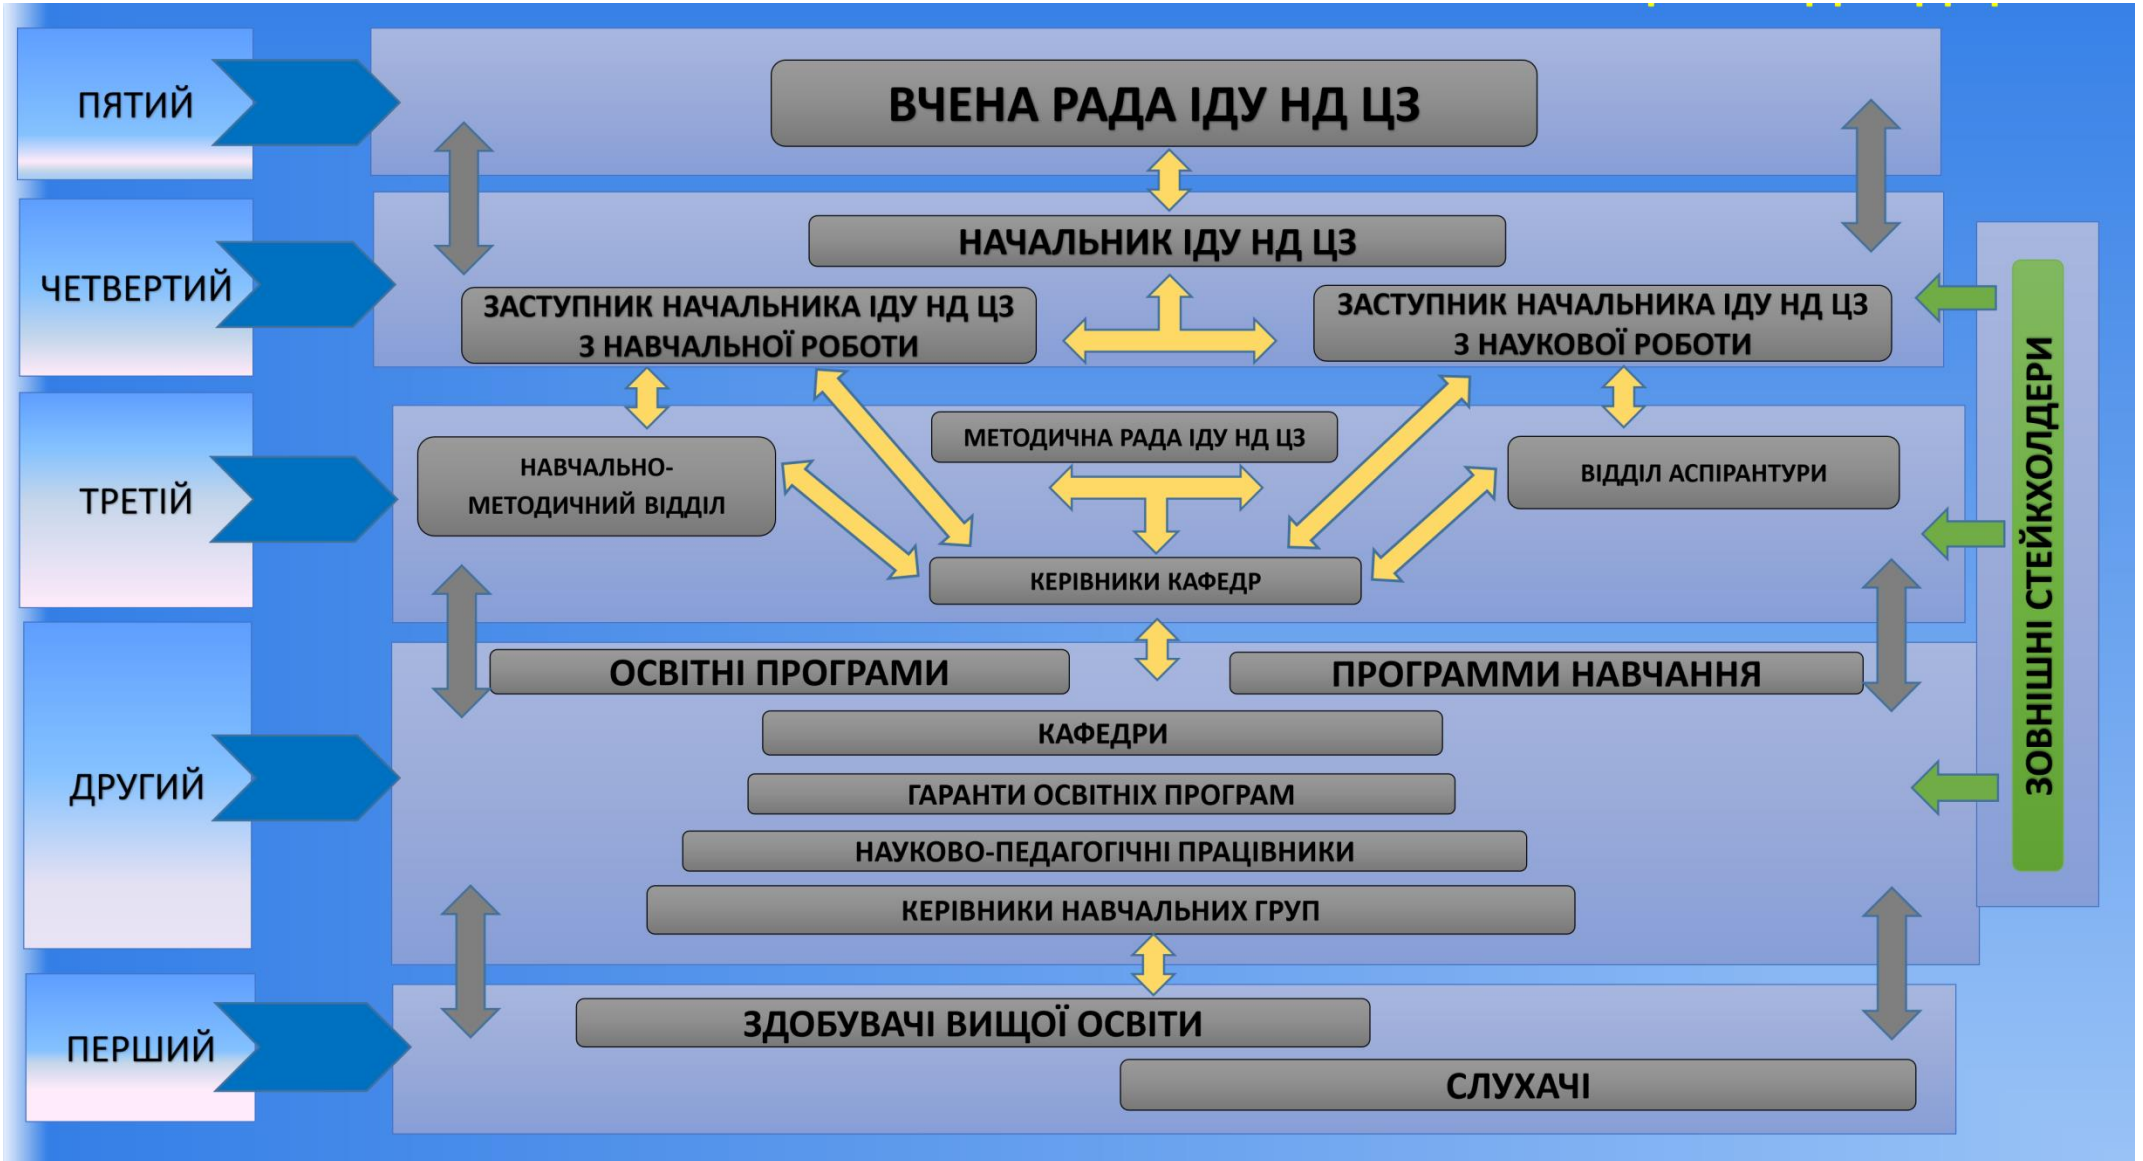 ПЯТИЙ
ВЧЕНА РАДА ІДУ НД ЦЗ
ЧЕТВЕРТИЙ
НАЧАЛЬНИК ІДУ НД ЦЗ
ЗАСТУПНИК НАЧАЛЬНИКА ІДУ НД ЦЗ
З НАВЧАЛЬНОЇ РОБОТИ
ЗАСТУПНИК НАЧАЛЬНИКА ІДУ НД ЦЗ
З НАУКОВОЇ РОБОТИ
ТРЕТІЙ
МЕТОДИЧНА РАДА ІДУ НД ЦЗ
НАВЧАЛЬНО-
МЕТОДИЧНИЙ ВІДДІЛ
ВІДДІЛ АСПІРАНТУРИ
КЕРІВНИКИ КАФЕДР
ДРУГИЙ
ОСВІТНІ ПРОГРАМИ
ПРОГРАММИ НАВЧАННЯ
КАФЕДРИ
ГАРАНТИ ОСВІТНІХ ПРОГРАМ
НАУКОВО-ПЕДАГОГІЧНІ ПРАЦІВНИКИ
КЕРІВНИКИ НАВЧАЛЬНИХ ГРУП
ПЕРШИЙ
ЗДОБУВАЧІ ВИЩОЇ ОСВІТИ
СЛУХАЧІ
ЗОВНІШНІ СТЕЙКХОЛДЕРИ